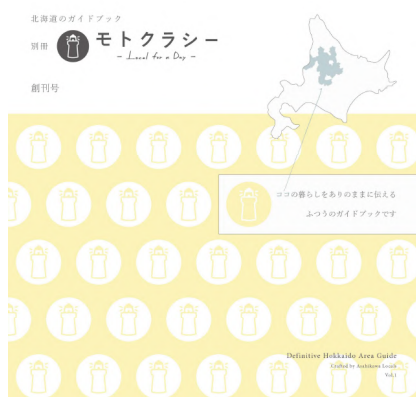 北海道のガイドブック
別冊 モトクラシー
– Local for a Day –
創刊号
ココの暮らしをありのままに伝える
ふつうのガイドブックです
Definitive Hokkaido Area Guide
Crafted by Asahikawa Locals
Vol.1